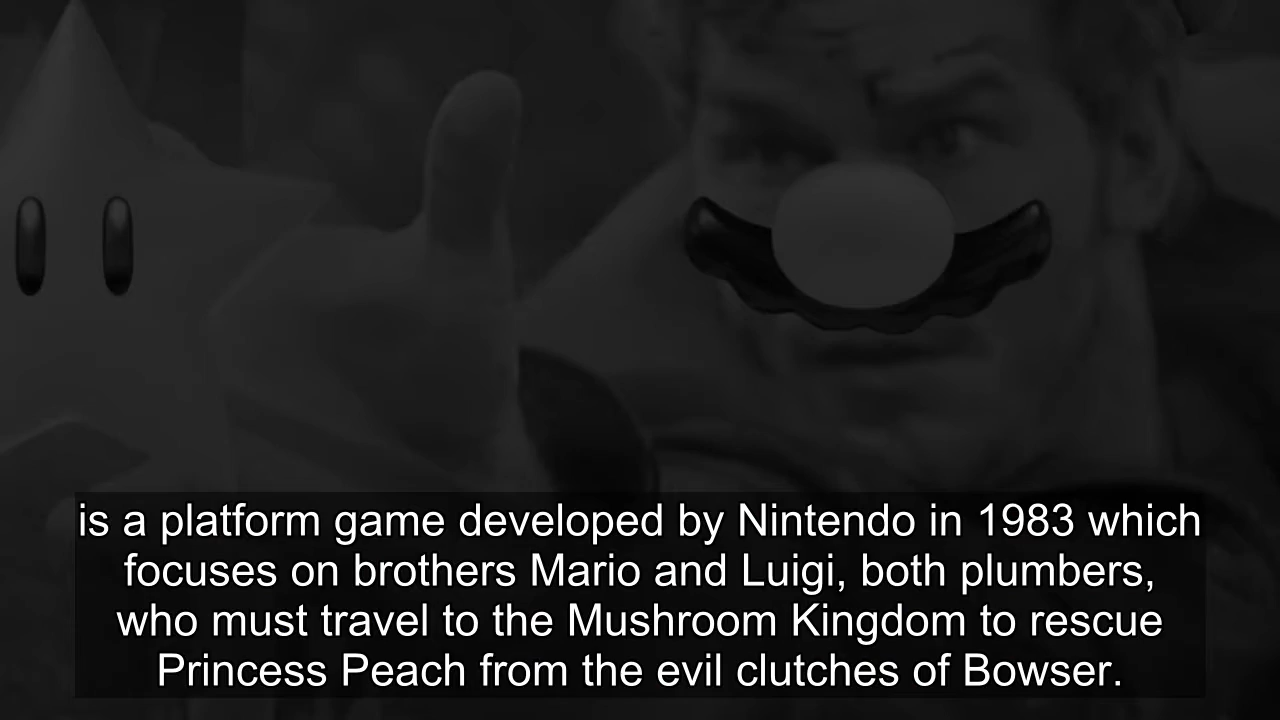 is a platform game developed by Nintendo in 1983 which
focuses on brothers Mario and Luigi, both plumbers,
who must travel to the Mushroom Kingdom to rescue
Princess Peach from the evil clutches of Bowser.